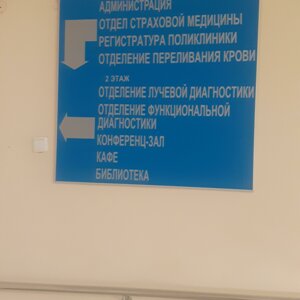 АДМИНИСТРАЦИЯ
ОТДЕЛ СТРАХОВОЙ МЕДИЦИНЫ
РЕГИСТРАТУРА ПОЛИКЛИНИКИ
ОТДЕЛЕНИЕ ПЕРЕЛИВАНИЯ КРОВИ
2 ЭТАЖ
ОТДЕЛЕНИЕ ЛУЧЕВОЙ ДИАГНОСТИКИ
ОТДЕЛЕНИЕ ФУНКЦИОНАЛЬНОЙ
ДИАГНОСТИКИ
КОНФЕРЕНЦ-ЗАЛ
КАФЕ
БИБЛИОТЕКА